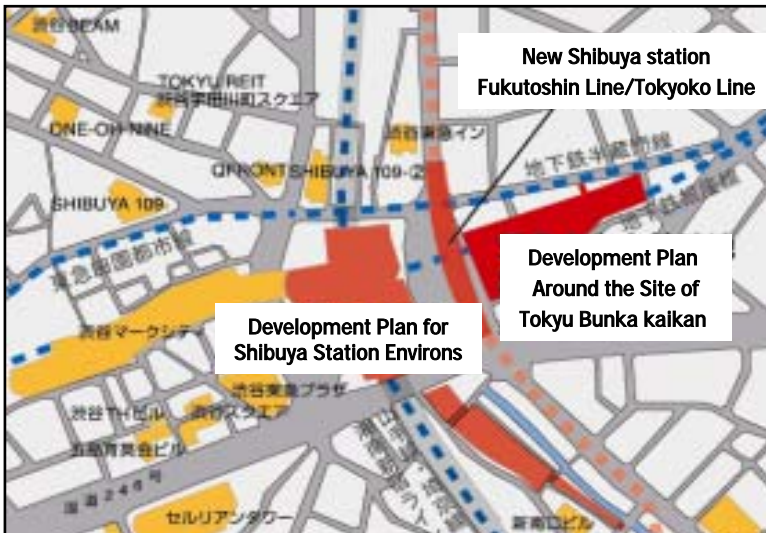 渋谷BEAM
New Shibuya station
Fukutoshin Line/Tokyoko Line
TOKYU REIT
渋谷宇田川町スクエア
ONE-OH-NINE
渋谷東急イン
QFRONT
SHIBUYA 109-②
地下鉄半蔵門線
SHIBUYA 109
地下鉄銀座線
東急田園都市線
Development Plan
Around the Site of
Tokyu Bunka kaikan
渋谷マークシティ
Development Plan for
Shibuya Station Environs
渋谷東急プラザ
渋谷THビル
渋谷スクエア
五島育英会ビル
国道246号
セルリアンタワー
新南口ビル